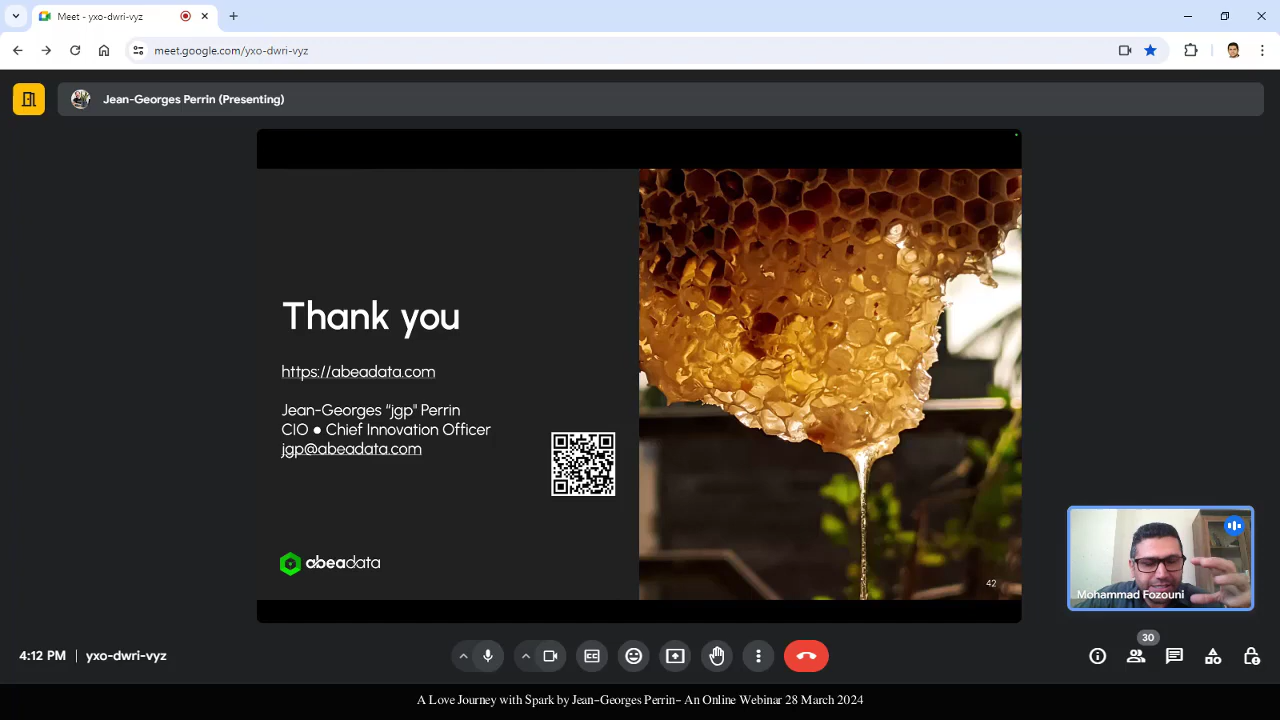 Meet - yxo-dwri-vyz
meet.google.com/yxo-dwri-vyz
Jean-Georges Perrin (Presenting)
Thank you
https://abeadata.com
Jean-Georges "jgp" Perrin
CIO ● Chief Innovation Officer
jgp@abeadata.com
abeadata
42
Mohammad Fozouni
4:12 PM | yxo-dwri-vyz
CC
30
A Love Journey with Spark by Jean-Georges Perrin- An Online Webinar 28 March 2024